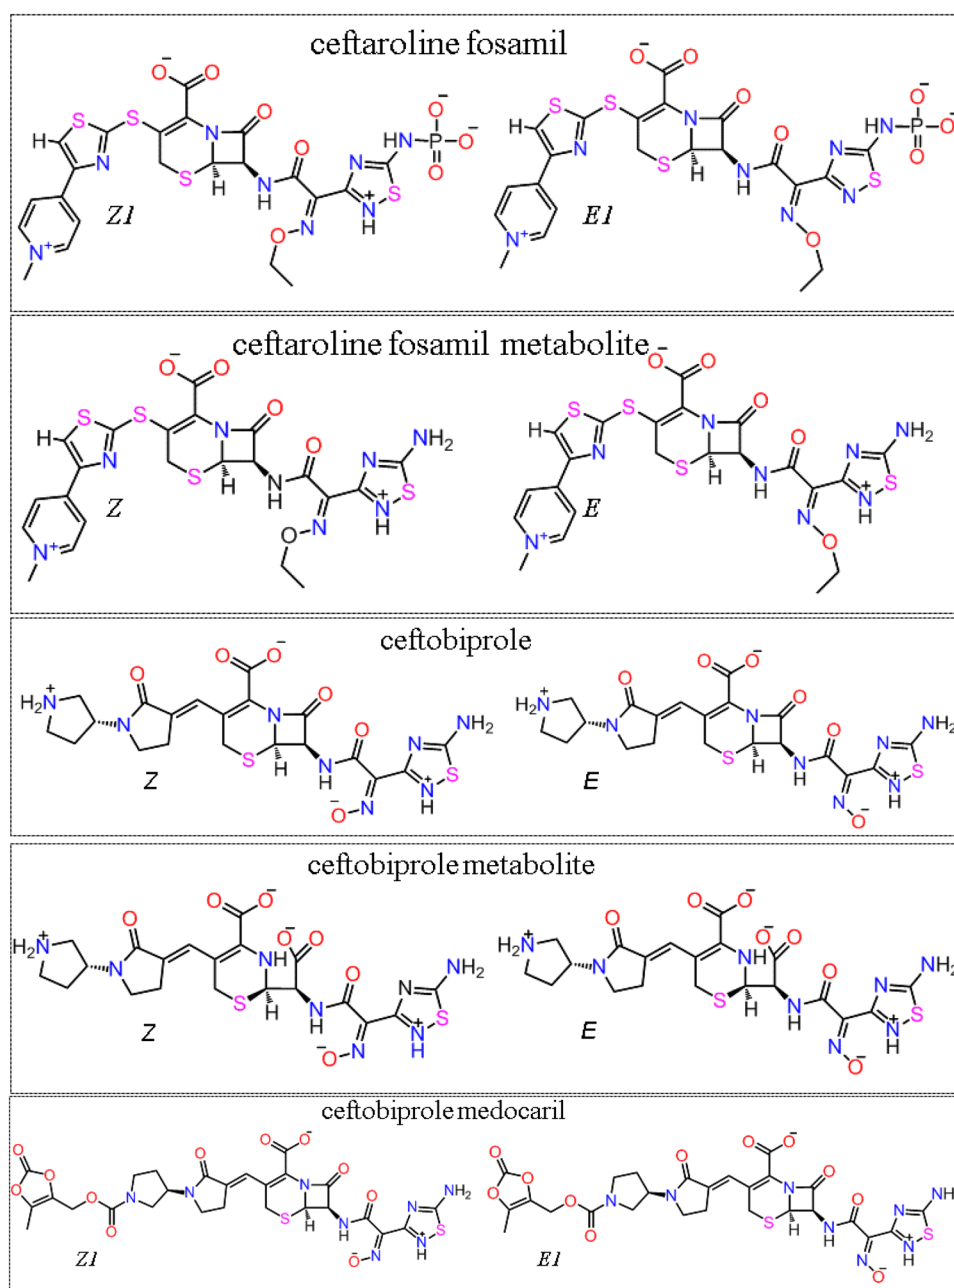 ceftaroline fosamil
Z1 E1
ceftaroline fosamil metabolite
Z E
ceftobiprole
Z E
ceftobiprole metabolite
Z E
ceftobiprole medocaril
Z1 E1